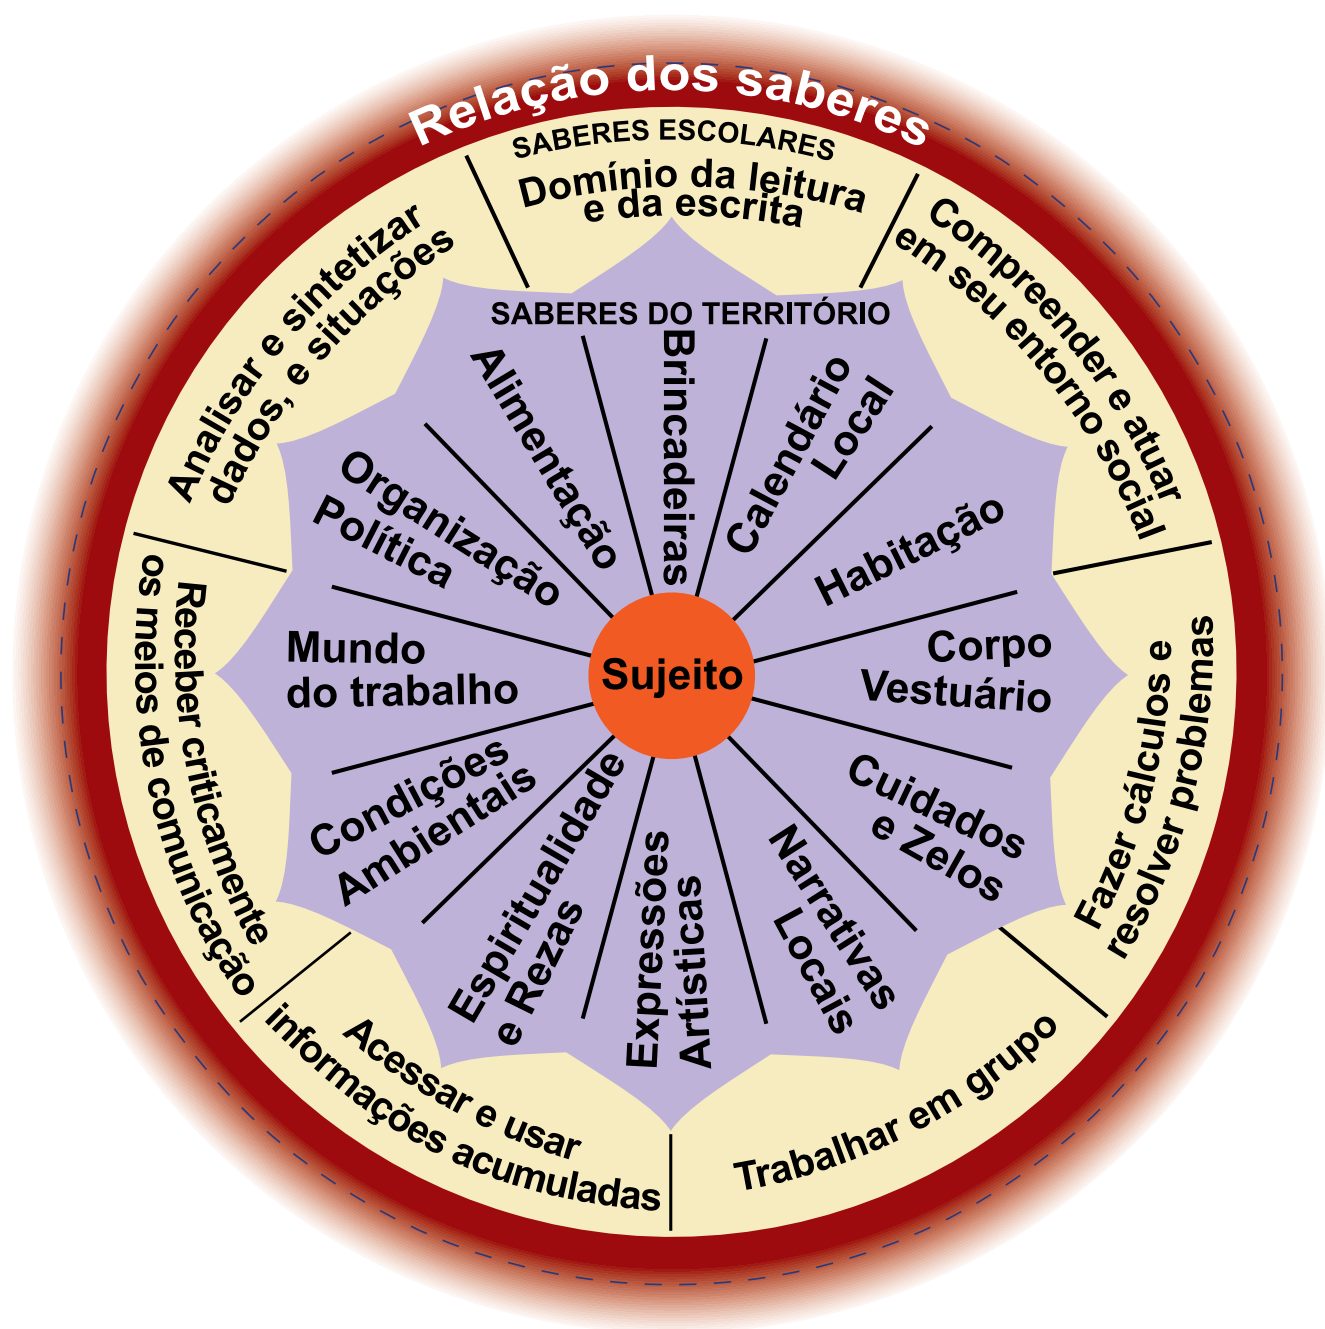 Relação dos saberes
SABERES ESCOLARES
Domínio da leitura
e da escrita
Compreender e atuar
em seu entorno social
Fazer cálculos e
resolver problemas
Trabalhar em grupo
Acessar e usar
informações acumuladas
Receber criticamente
os meios de comunicação
Analisar e sintetizar
dados, e situações
SABERES DO TERRITÓRIO
Brincadeiras
Calendário
Local
Habitação
Corpo
Vestuário
Cuidados
e Zelos
Narrativas
Locais
Expressões
Artísticas
Espiritualidade
e Rezas
Condições
Ambientais
Mundo
do trabalho
Organização
Política
Alimentação
Sujeito